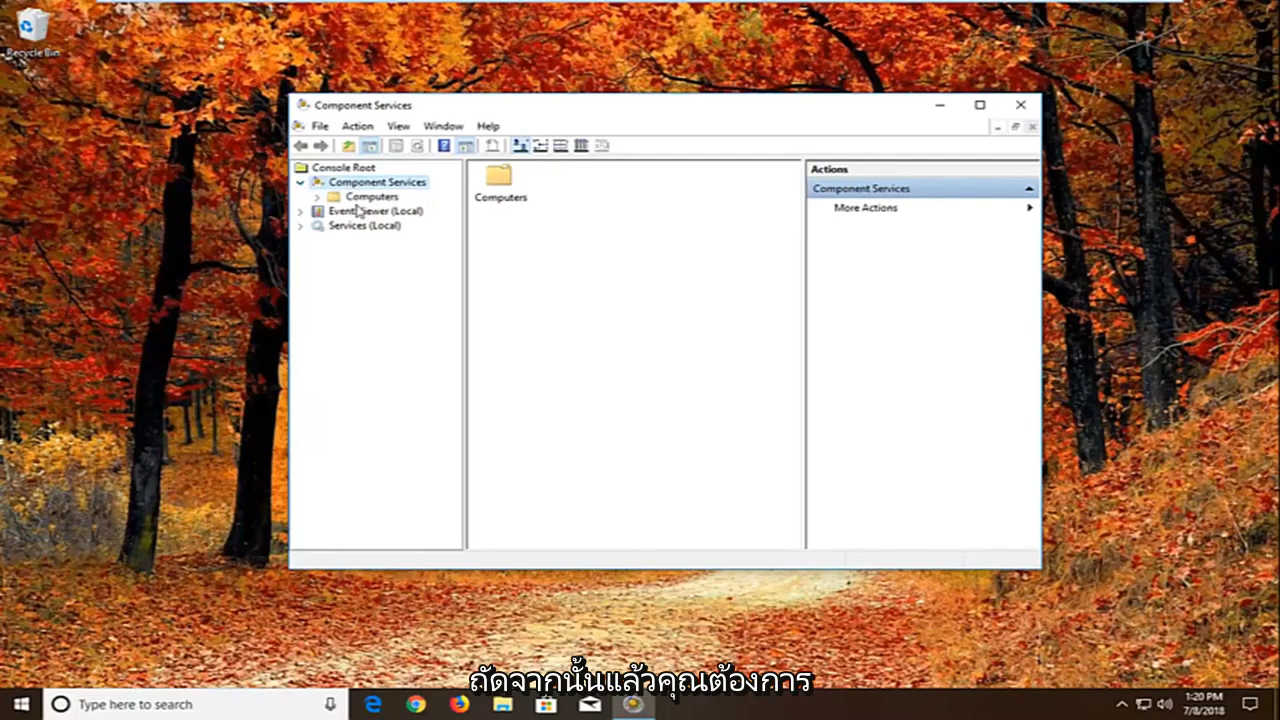 Recycle Bin
Component Services
File Action View Window Help
Console Root
Component Services
Computers
Event Viewer (Local)
Services (Local)
Computers
Actions
Component Services
More Actions
ถัดจากนั้นแล้วคุณต้องการ
Type here to search
1:20 PM
7/8/2018